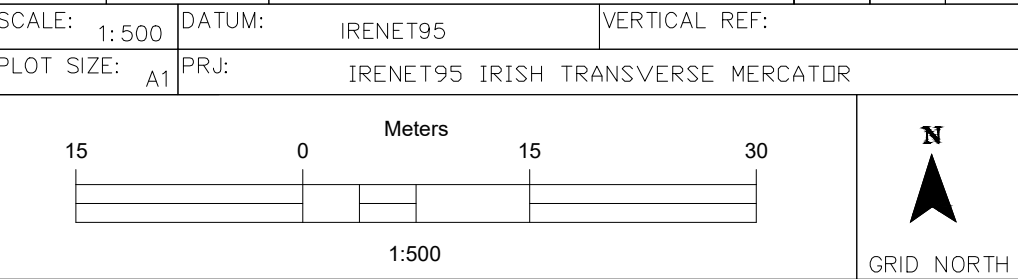 SCALE: 1:500 DATUM: IRENET95 VERTICAL REF:
PLOT SIZE: A1 PRJ: IRENET95 IRISH TRANSVERSE MERCATOR
Meters
15 0 15 30
1:500
N
GRID NORTH